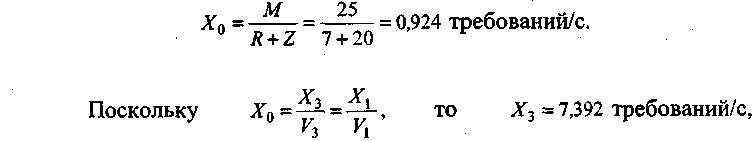 X₀ = M / (R + Z) = 25 / (7 + 20) = 0,924 требований/с.
Поскольку X₀ = X₃ / V₃ = X₁ / V₁, то X₃ = 7,392 требований/с,